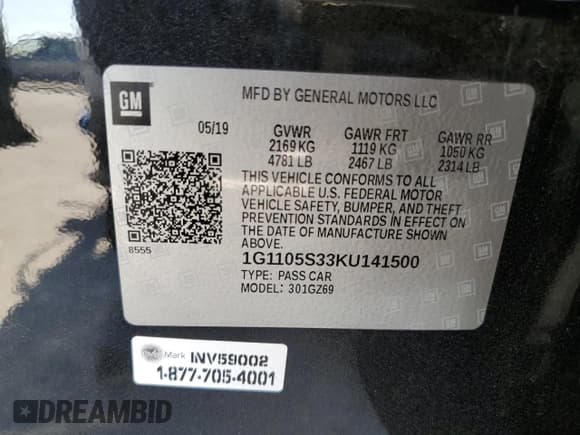 GM
MFD BY GENERAL MOTORS LLC
05/19 GVWR GAWR FRT GAWR RR
2169 KG 1119 KG 1050 KG
4781 LB 2467 LB 2314 LB
THIS VEHICLE CONFORMS TO ALL
APPLICABLE U.S. FEDERAL MOTOR
VEHICLE SAFETY, BUMPER, AND THEFT
PREVENTION STANDARDS IN EFFECT ON
THE DATE OF MANUFACTURE SHOWN
ABOVE.
8555
1G1105S33KU141500
TYPE: PASS CAR
MODEL: 301GZ69
Mark INV59002
1-877-705-4001
DREAMBID